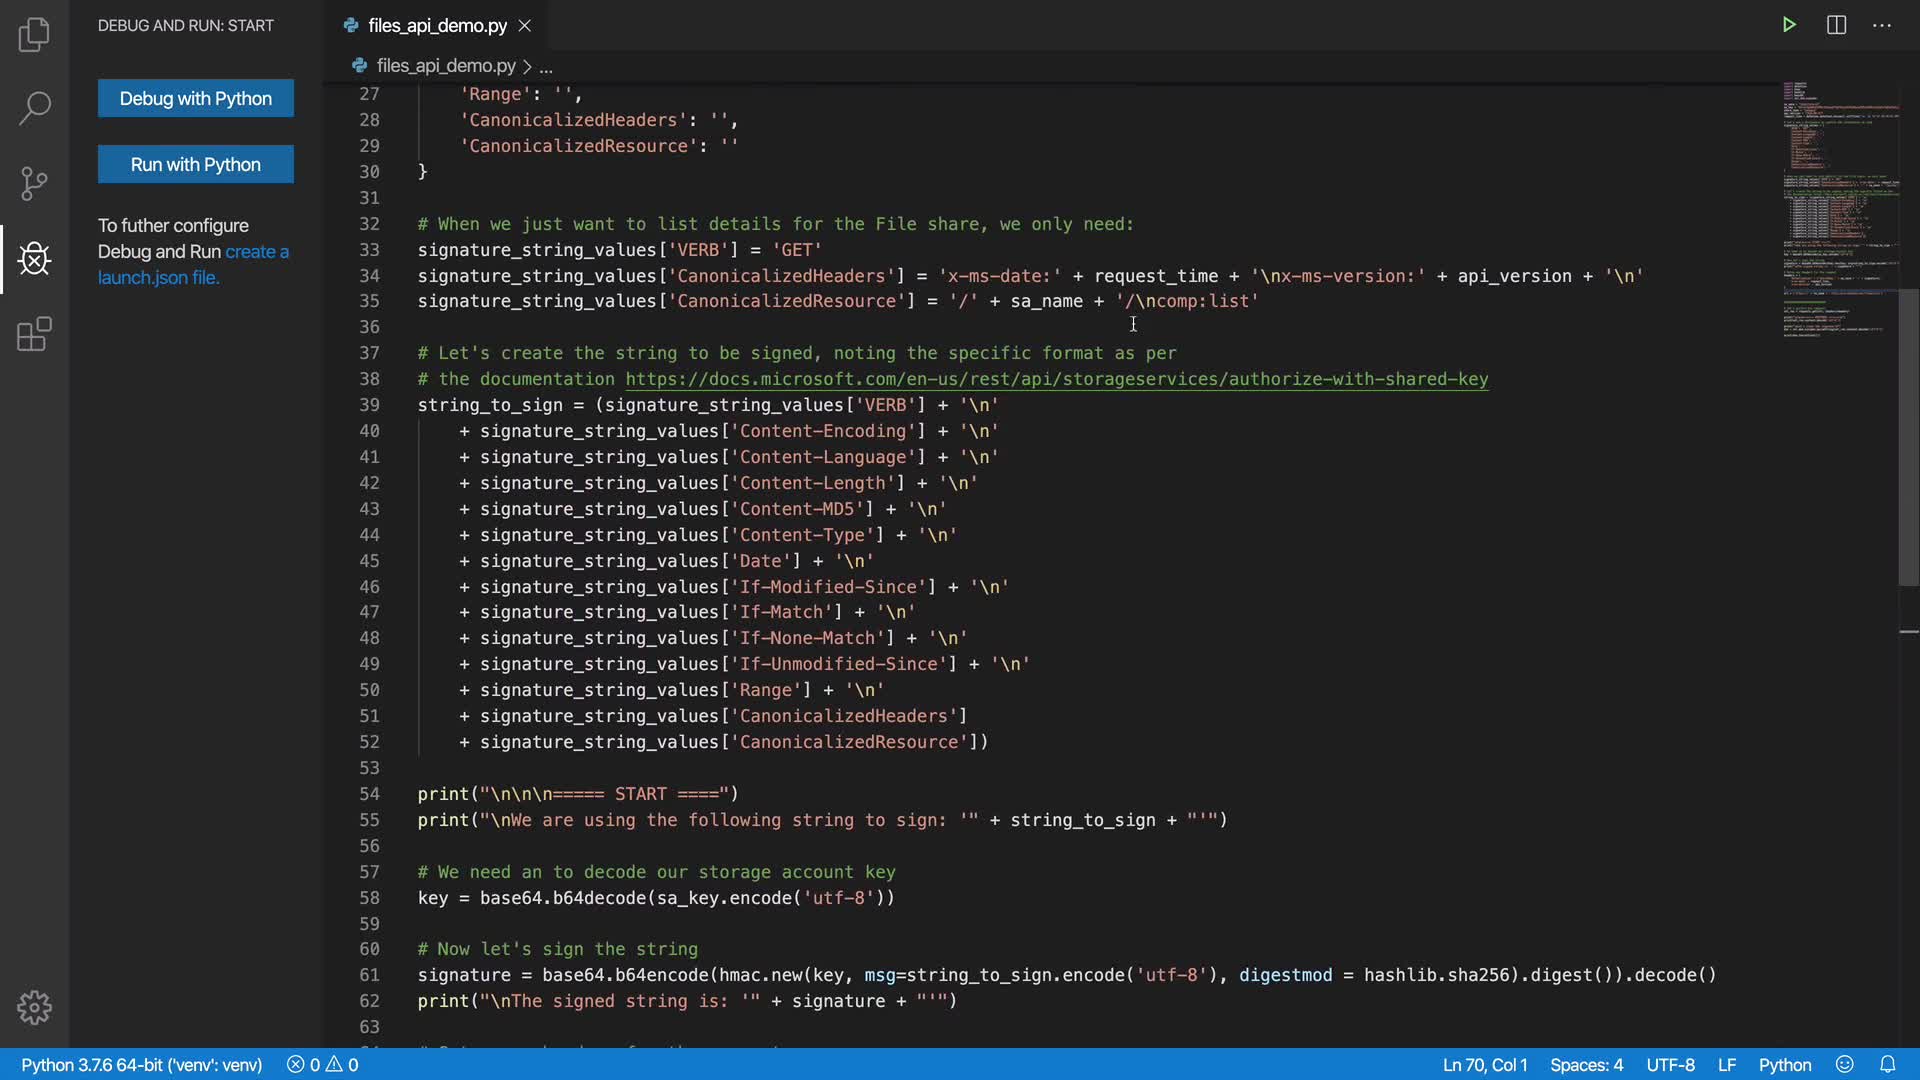 DEBUG AND RUN: START
files_api_demo.py
Debug with Python
Run with Python
To futher configure
Debug and Run create a
launch.json file.
files_api_demo.py > ...
27 'Range': '',
28 'CanonicalizedHeaders': '',
29 'CanonicalizedResource': ''
30 }
31
32 # When we just want to list details for the File share, we only need:
33 signature_string_values['VERB'] = 'GET'
34 signature_string_values['CanonicalizedHeaders'] = 'x-ms-date:' + request_time + '\nx-ms-version:' + api_version + '\n'
35 signature_string_values['CanonicalizedResource'] = '/' + sa_name + '/\ncomp:list'
36
37 # Let's create the string to be signed, noting the specific format as per
38 # the documentation https://docs.microsoft.com/en-us/rest/api/storageservices/authorize-with-shared-key
39 string_to_sign = (signature_string_values['VERB'] + '\n'
40 + signature_string_values['Content-Encoding'] + '\n'
41 + signature_string_values['Content-Language'] + '\n'
42 + signature_string_values['Content-Length'] + '\n'
43 + signature_string_values['Content-MD5'] + '\n'
44 + signature_string_values['Content-Type'] + '\n'
45 + signature_string_values['Date'] + '\n'
46 + signature_string_values['If-Modified-Since'] + '\n'
47 + signature_string_values['If-Match'] + '\n'
48 + signature_string_values['If-None-Match'] + '\n'
49 + signature_string_values['If-Unmodified-Since'] + '\n'
50 + signature_string_values['Range'] + '\n'
51 + signature_string_values['CanonicalizedHeaders']
52 + signature_string_values['CanonicalizedResource'])
53
54 print("\n\n\n===== START ====")
55 print("\nWe are using the following string to sign: '" + string_to_sign + "'")
56
57 # We need an to decode our storage account key
58 key = base64.b64decode(sa_key.encode('utf-8'))
59
60 # Now let's sign the string
61 signature = base64.b64encode(hmac.new(key, msg=string_to_sign.encode('utf-8'), digestmod = hashlib.sha256).digest()).decode()
62 print("\nThe signed string is: '" + signature + "'")
63
Python 3.7.6 64-bit ('venv': venv) 0 0 Ln 70, Col 1 Spaces: 4 UTF-8 LF Python